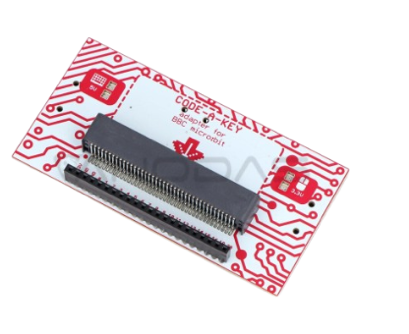 5V
CODE-A-KEY
adapter for
BBC micro:bit
3.3V